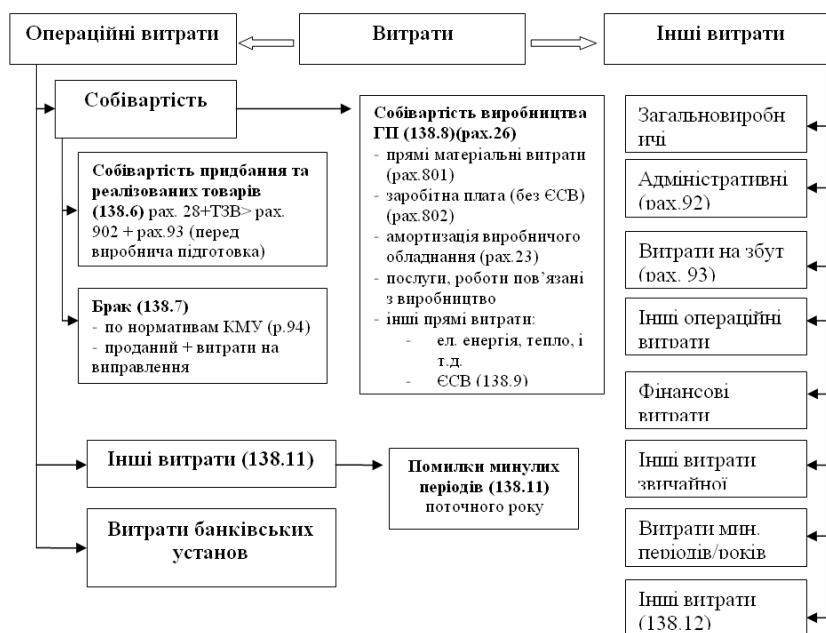 Операційні витрати
Витрати
Інші витрати
Собівартість
Собівартість придбання та
реалізованих товарів
(138.6) рах. 28+ТЗВ> рах.
902 + рах.93 (перед
виробнича підготовка)
Брак (138.7)
- по нормативам КМУ (р.94)
- проданий + витрати на
виправлення
Інші витрати (138.11)
Витрати банківських
установ
Собівартість виробництва
ГП (138.8)(рах.26)
- прямі матеріальні витрати
(рах.801)
- заробітна плата (без ЄСВ)
(рах.802)
- амортизація виробничого
обладнання (рах.23)
- послуги, роботи пов’язані
з виробництво
- інші прямі витрати:
- ел. енергія, тепло, і
т.д.
- ЄСВ (138.9)
Помилки минулих
періодів (138.11)
поточного року
Загальновиробн
ичі
Адміністративні
(рах.92)
Витрати на збут
(рах. 93)
Інші операційні
витрати
Фінансові
витрати
Інші витрати
звичайної
Витрати мин.
періодів/років
Інші витрати
(138.12)